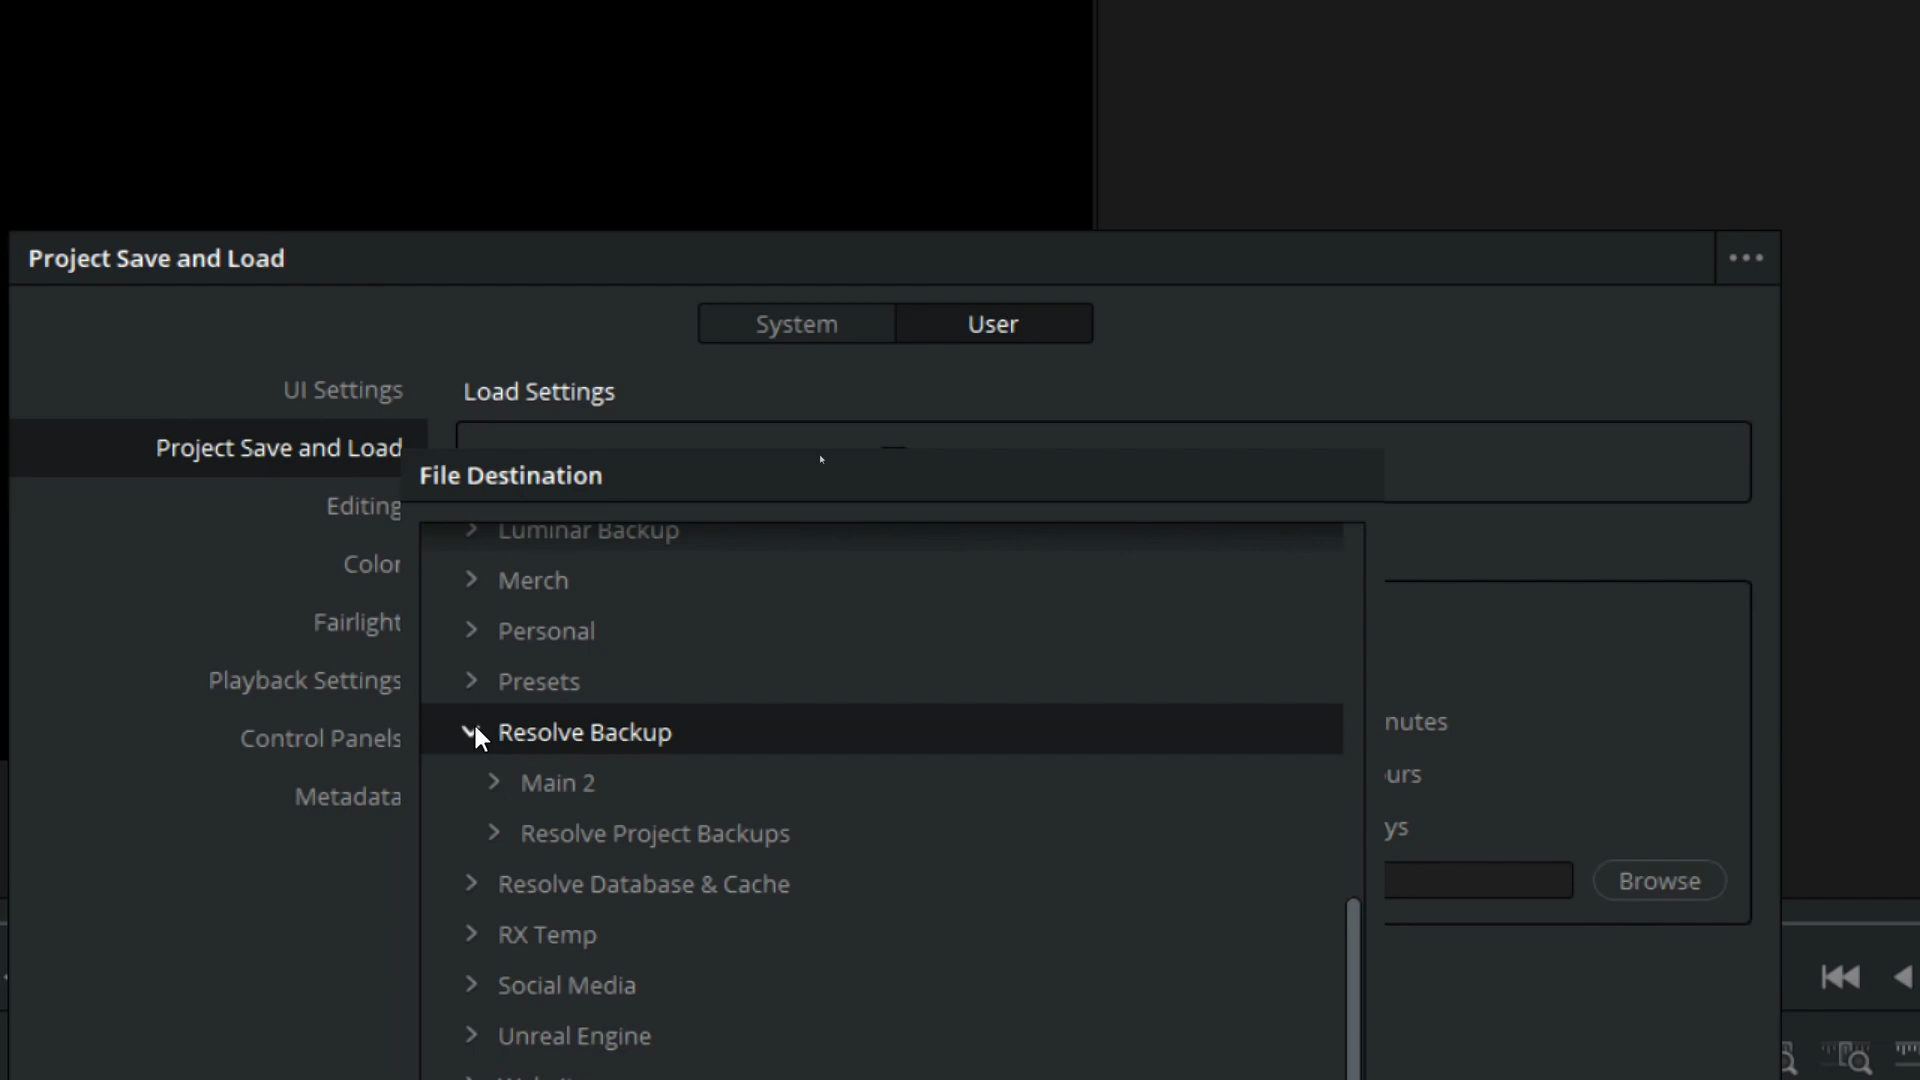 Project Save and Load
System
User
UI Settings
Load Settings
Project Save and Load
File Destination
Editing
Luminar Backup
Color
Merch
Fairlight
Personal
Playback Settings
Presets
nutes
Control Panels
Resolve Backup
urs
Metadata
Main 2
ys
Resolve Project Backups
Browse
Resolve Database & Cache
RX Temp
Social Media
Unreal Engine